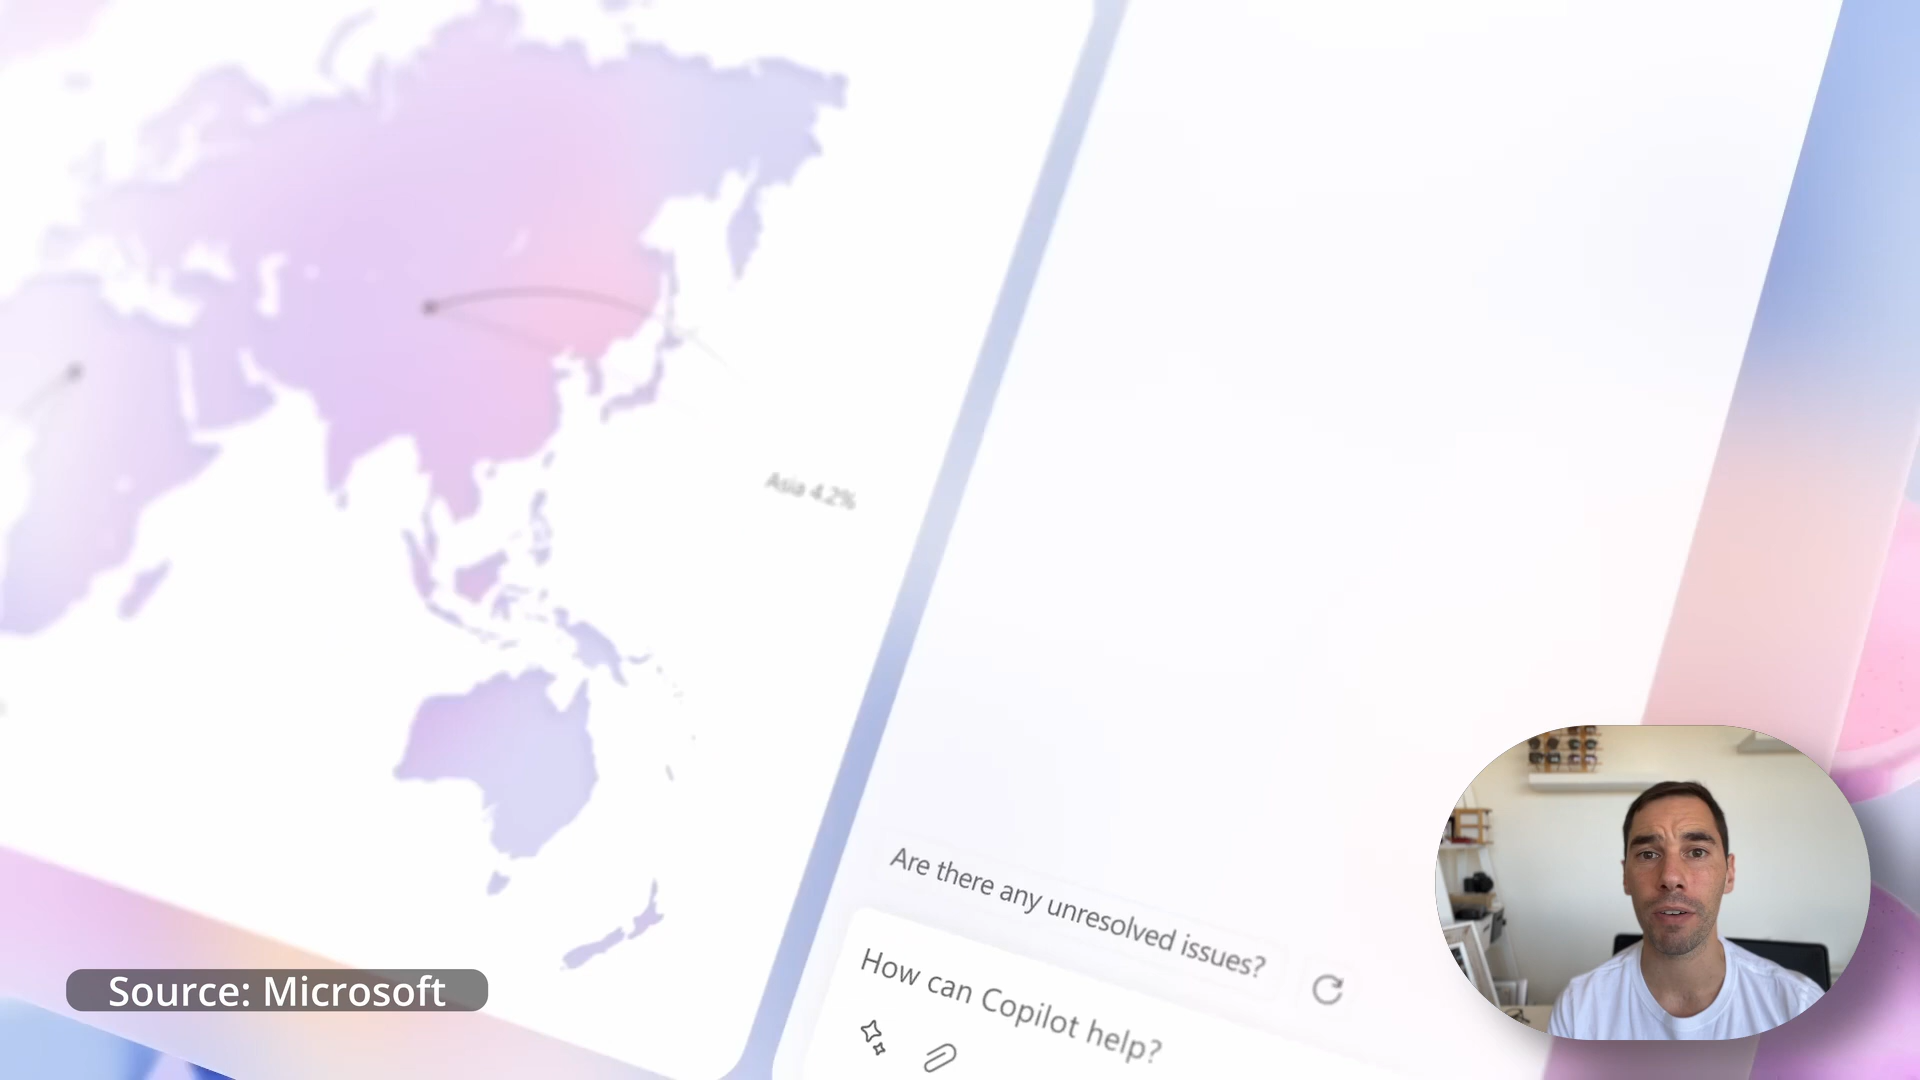 Asia 4.2%
Are there any unresolved issues?
How can Copilot help?
Source: Microsoft